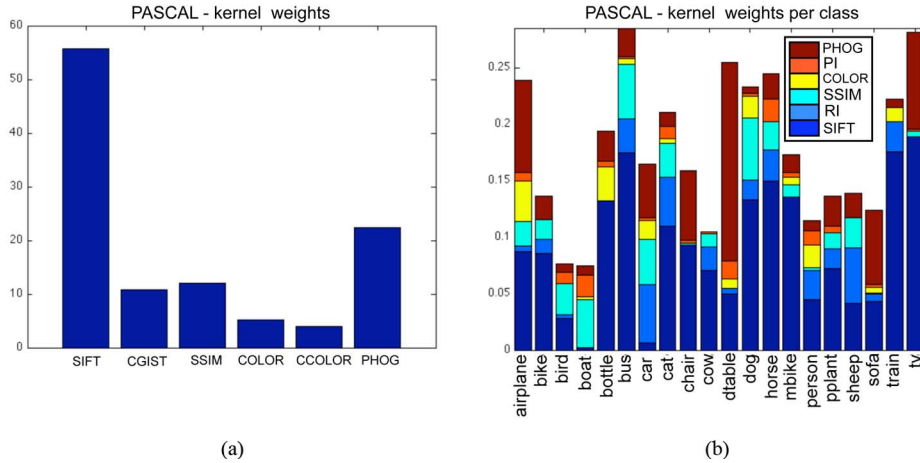 PASCAL - kernel weights
60
50
40
30
20
10
0
SIFT CGIST SSIM COLOR CCOLOR PHOG
(a)
PASCAL - kernel weights per class
0.25
0.2
0.15
0.1
0.05
0
PHOG
PI
COLOR
SSIM
RI
SIFT
airplane
bike
bird
boat
bottle
bus
car
cat
chair
cow
dtable
dog
horse
mbike
person
pplant
sheep
sofa
train
tv
(b)